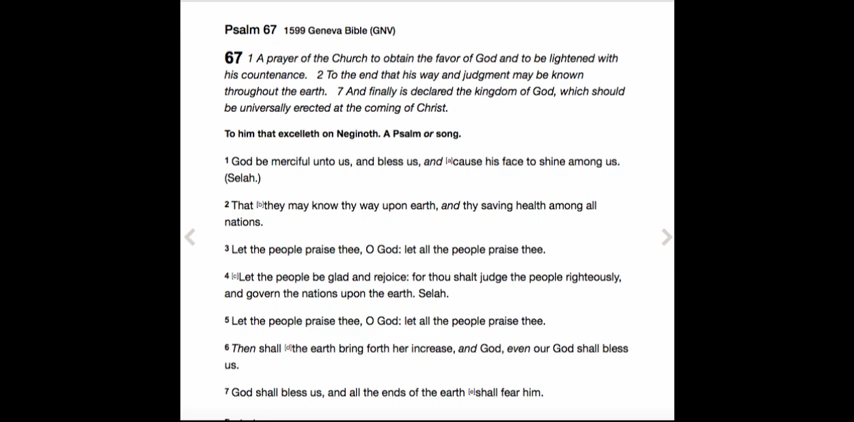 Psalm 67 1599 Geneva Bible (GNV)
67 1 A prayer of the Church to obtain the favor of God and to be lightened with
his countenance. 2 To the end that his way and judgment may be known
throughout the earth. 7 And finally is declared the kingdom of God, which should
be universally erected at the coming of Christ.
To him that excelleth on Neginoth. A Psalm or song.
1 God be merciful unto us, and bless us, and [a]cause his face to shine among us.
(Selah.)
2 That [b]they may know thy way upon earth, and thy saving health among all
nations.
3 Let the people praise thee, O God: let all the people praise thee.
4 [c]Let the people be glad and rejoice: for thou shalt judge the people righteously,
and govern the nations upon the earth. Selah.
5 Let the people praise thee, O God: let all the people praise thee.
6 Then shall [d]the earth bring forth her increase, and God, even our God shall bless
us.
7 God shall bless us, and all the ends of the earth [e]shall fear him.